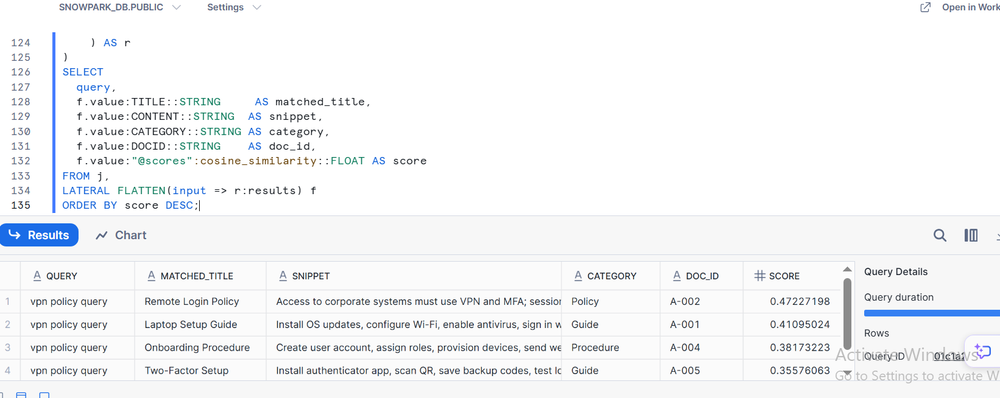 SNOWPARK_DB.PUBLIC Settings Open in Work
124 ) AS r
125 )
126 SELECT
127 query,
128 f.value:TITLE::STRING AS matched_title,
129 f.value:CONTENT::STRING AS snippet,
130 f.value:CATEGORY::STRING AS category,
131 f.value:DOCID::STRING AS doc_id,
132 f.value:"@scores":cosine_similarity::FLOAT AS score
133 FROM j,
134 LATERAL FLATTEN(input => r:results) f
135 ORDER BY score DESC;
Results Chart
QUERY MATCHED_TITLE SNIPPET CATEGORY DOC_ID SCORE
1 vpn policy query Remote Login Policy Access to corporate systems must use VPN and MFA; session Policy A-002 0.47227198
2 vpn policy query Laptop Setup Guide Install OS updates, configure Wi-Fi, enable antivirus, sign in w Guide A-001 0.41095024
3 vpn policy query Onboarding Procedure Create user account, assign roles, provision devices, send we Procedure A-004 0.38173223
4 vpn policy query Two-Factor Setup Install authenticator app, scan QR, save backup codes, test lo Guide A-005 0.35576063
Query Details
Query duration
Rows
Query ID 01c1a2
Activate Windows
Go to Settings to activate W